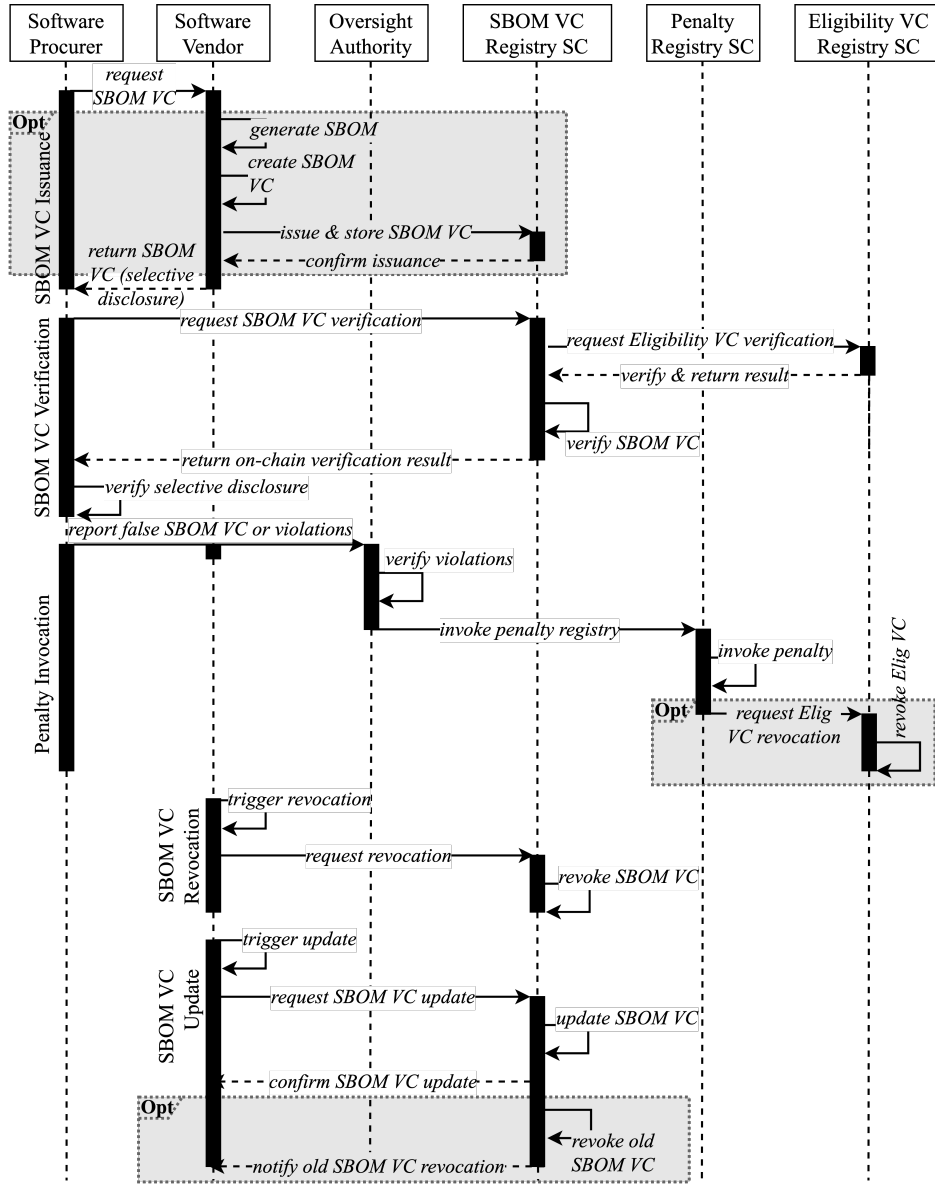 Software
Procurer
Software
Vendor
Oversight
Authority
SBOM VC
Registry SC
Penalty
Registry SC
Eligibility VC
Registry SC
request
SBOM VC
Opt
SBOM VC Issuance
generate SBOM
create SBOM
VC
issue & store SBOM VC
confirm issuance
return SBOM
VC (selective
disclosure)
SBOM VC Verification
request SBOM VC verification
request Eligibility VC verification
verify & return result
verify SBOM VC
return on-chain verification result
verify selective disclosure
Penalty Invocation
report false SBOM VC or violations
verify violations
invoke penalty registry
invoke penalty
Opt
request Elig
VC revocation
revoke Elig VC
SBOM VC
Revocation
trigger revocation
request revocation
revoke SBOM VC
SBOM VC
Update
trigger update
request SBOM VC update
update SBOM VC
confirm SBOM VC update
Opt
revoke old
SBOM VC
notify old SBOM VC revocation